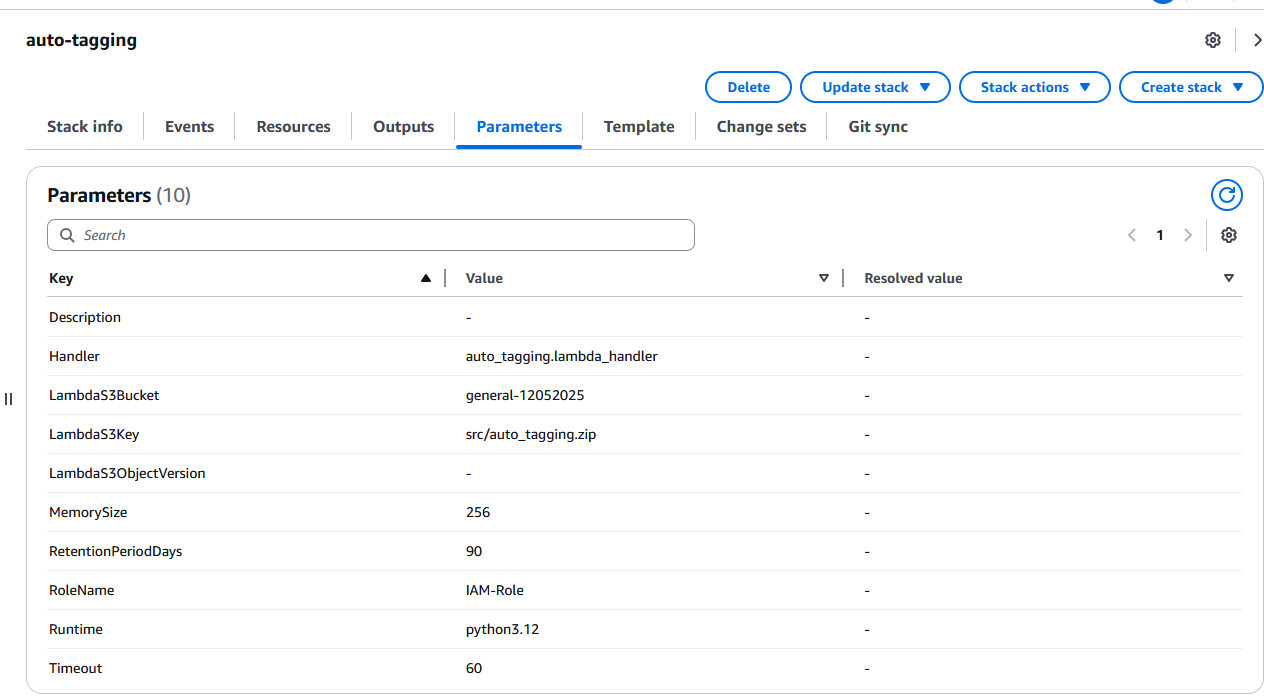 auto-tagging
Delete Update stack Stack actions Create stack
Stack info Events Resources Outputs Parameters Template Change sets Git sync
Parameters (10)
Search
1
Key Value Resolved value
Description - -
Handler auto_tagging.lambda_handler -
LambdaS3Bucket general-12052025 -
LambdaS3Key src/auto_tagging.zip -
LambdaS3ObjectVersion - -
MemorySize 256 -
RetentionPeriodDays 90 -
RoleName IAM-Role -
Runtime python3.12 -
Timeout 60 -